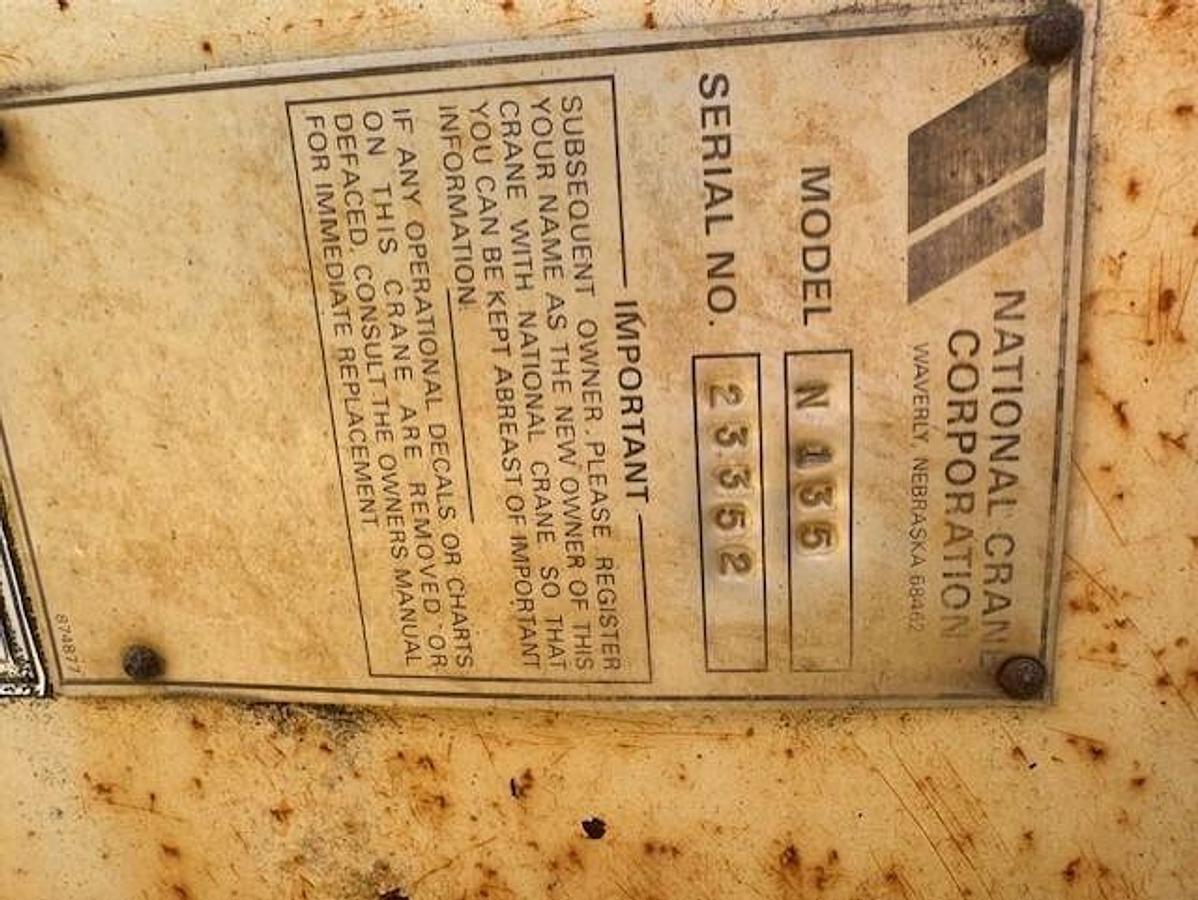 NATIONAL CRANE
CORPORATION
WAVERLY, NEBRASKA 68462
MODEL N 135
SERIAL NO. 23352
IMPORTANT
SUBSEQUENT OWNER, PLEASE REGISTER
YOUR NAME AS THE NEW OWNER OF THIS
CRANE WITH NATIONAL CRANE SO THAT
YOU CAN BE KEPT ABREAST OF IMPORTANT
INFORMATION.
IF ANY OPERATIONAL DECALS OR CHARTS
ON THIS CRANE ARE REMOVED OR
DEFACED, CONSULT THE OWNERS MANUAL
FOR IMMEDIATE REPLACEMENT.
874877